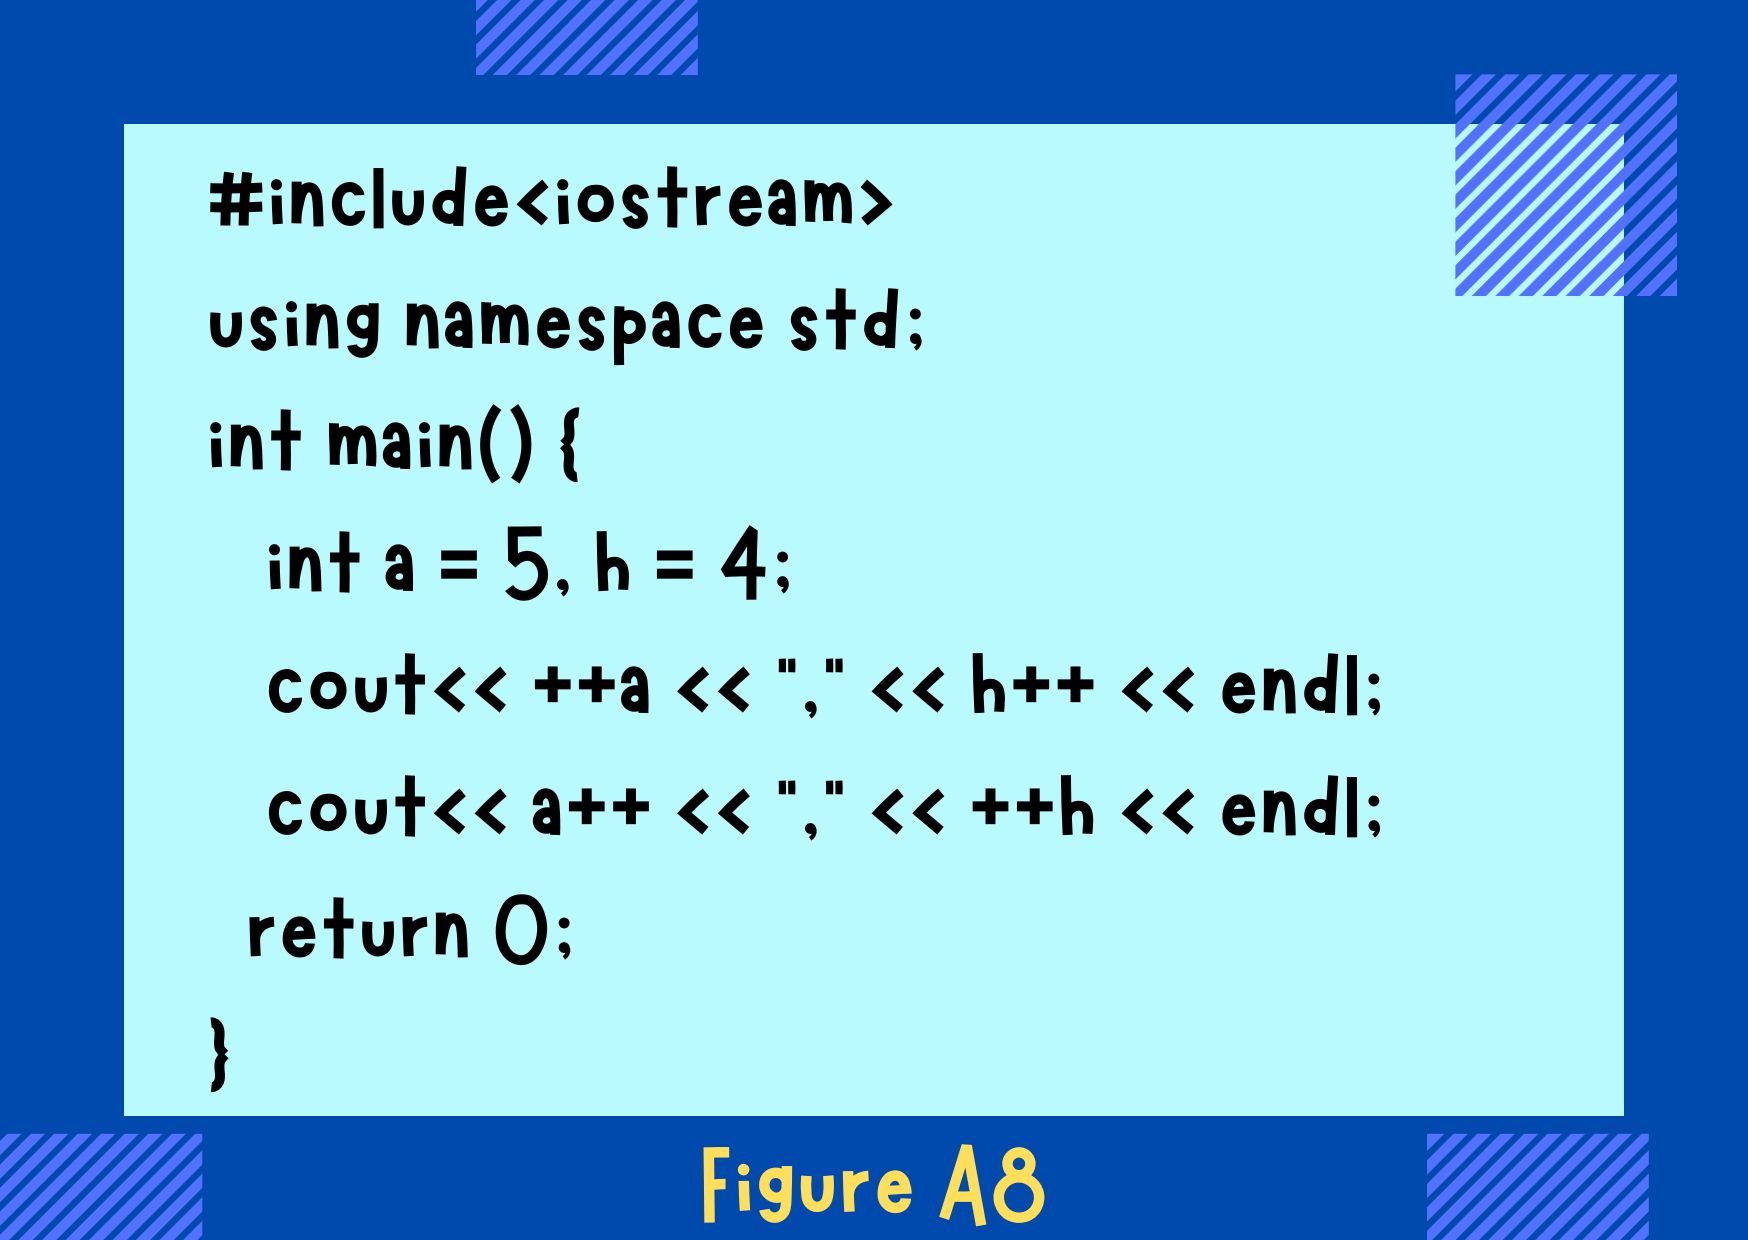 #include<iostream>
using namespace std;
int main() {
int a = 5, h = 4;
cout<< ++a << "," << h++ << endl;
cout<< a++ << "," << ++h << endl;
return 0;
}
Figure A8